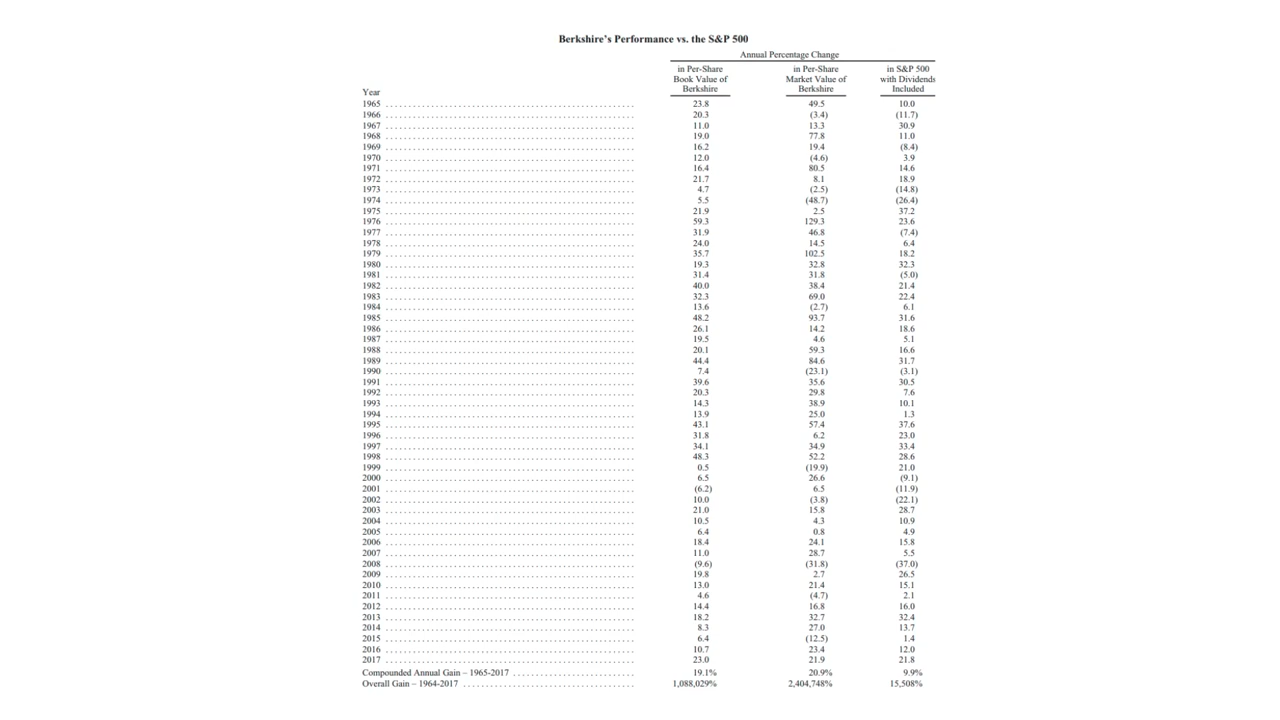 Berkshire's Performance vs. the S&P 500
Annual Percentage Change
in Per-Share in Per-Share in S&P 500
Book Value of Market Value of with Dividends
Year Berkshire Berkshire Included
1965 23.8 49.5 10.0
1966 20.3 (3.4) (11.7)
1967 11.0 13.3 30.9
1968 19.0 77.8 11.0
1969 16.2 19.4 (8.4)
1970 12.0 (4.6) 3.9
1971 16.4 80.5 14.6
1972 21.7 8.1 18.9
1973 4.7 (2.5) (14.8)
1974 5.5 (48.7) (26.4)
1975 21.9 2.5 37.2
1976 59.3 129.3 23.6
1977 31.9 46.8 (7.4)
1978 24.0 14.5 6.4
1979 35.7 102.5 18.2
1980 19.3 32.8 32.3
1981 31.4 31.8 (5.0)
1982 40.0 38.4 21.4
1983 32.3 69.0 22.4
1984 13.6 (2.7) 6.1
1985 48.2 93.7 31.6
1986 26.1 14.2 18.6
1987 19.5 4.6 5.1
1988 20.1 59.3 16.6
1989 44.4 84.6 31.7
1990 7.4 (23.1) (3.1)
1991 39.6 35.6 30.5
1992 20.3 29.8 7.6
1993 14.3 38.9 10.1
1994 13.9 25.0 1.3
1995 43.1 57.4 37.6
1996 31.8 6.2 23.0
1997 34.1 34.9 33.4
1998 48.3 52.2 28.6
1999 0.5 (19.9) 21.0
2000 6.5 26.6 (9.1)
2001 (6.2) 6.5 (11.9)
2002 10.0 (3.8) (22.1)
2003 21.0 15.8 28.7
2004 10.5 4.3 10.9
2005 6.4 0.8 4.9
2006 18.4 24.1 15.8
2007 11.0 28.7 5.5
2008 (9.6) (31.8) (37.0)
2009 19.8 2.7 26.5
2010 13.0 21.4 15.1
2011 4.6 (4.7) 2.1
2012 14.4 16.8 16.0
2013 18.2 32.7 32.4
2014 8.3 27.0 13.7
2015 6.4 (12.5) 1.4
2016 10.7 23.4 12.0
2017 23.0 21.9 21.8
Compounded Annual Gain – 1965-2017 19.1% 20.9% 9.9%
Overall Gain – 1964-2017 1,088,029% 2,404,748% 15,508%